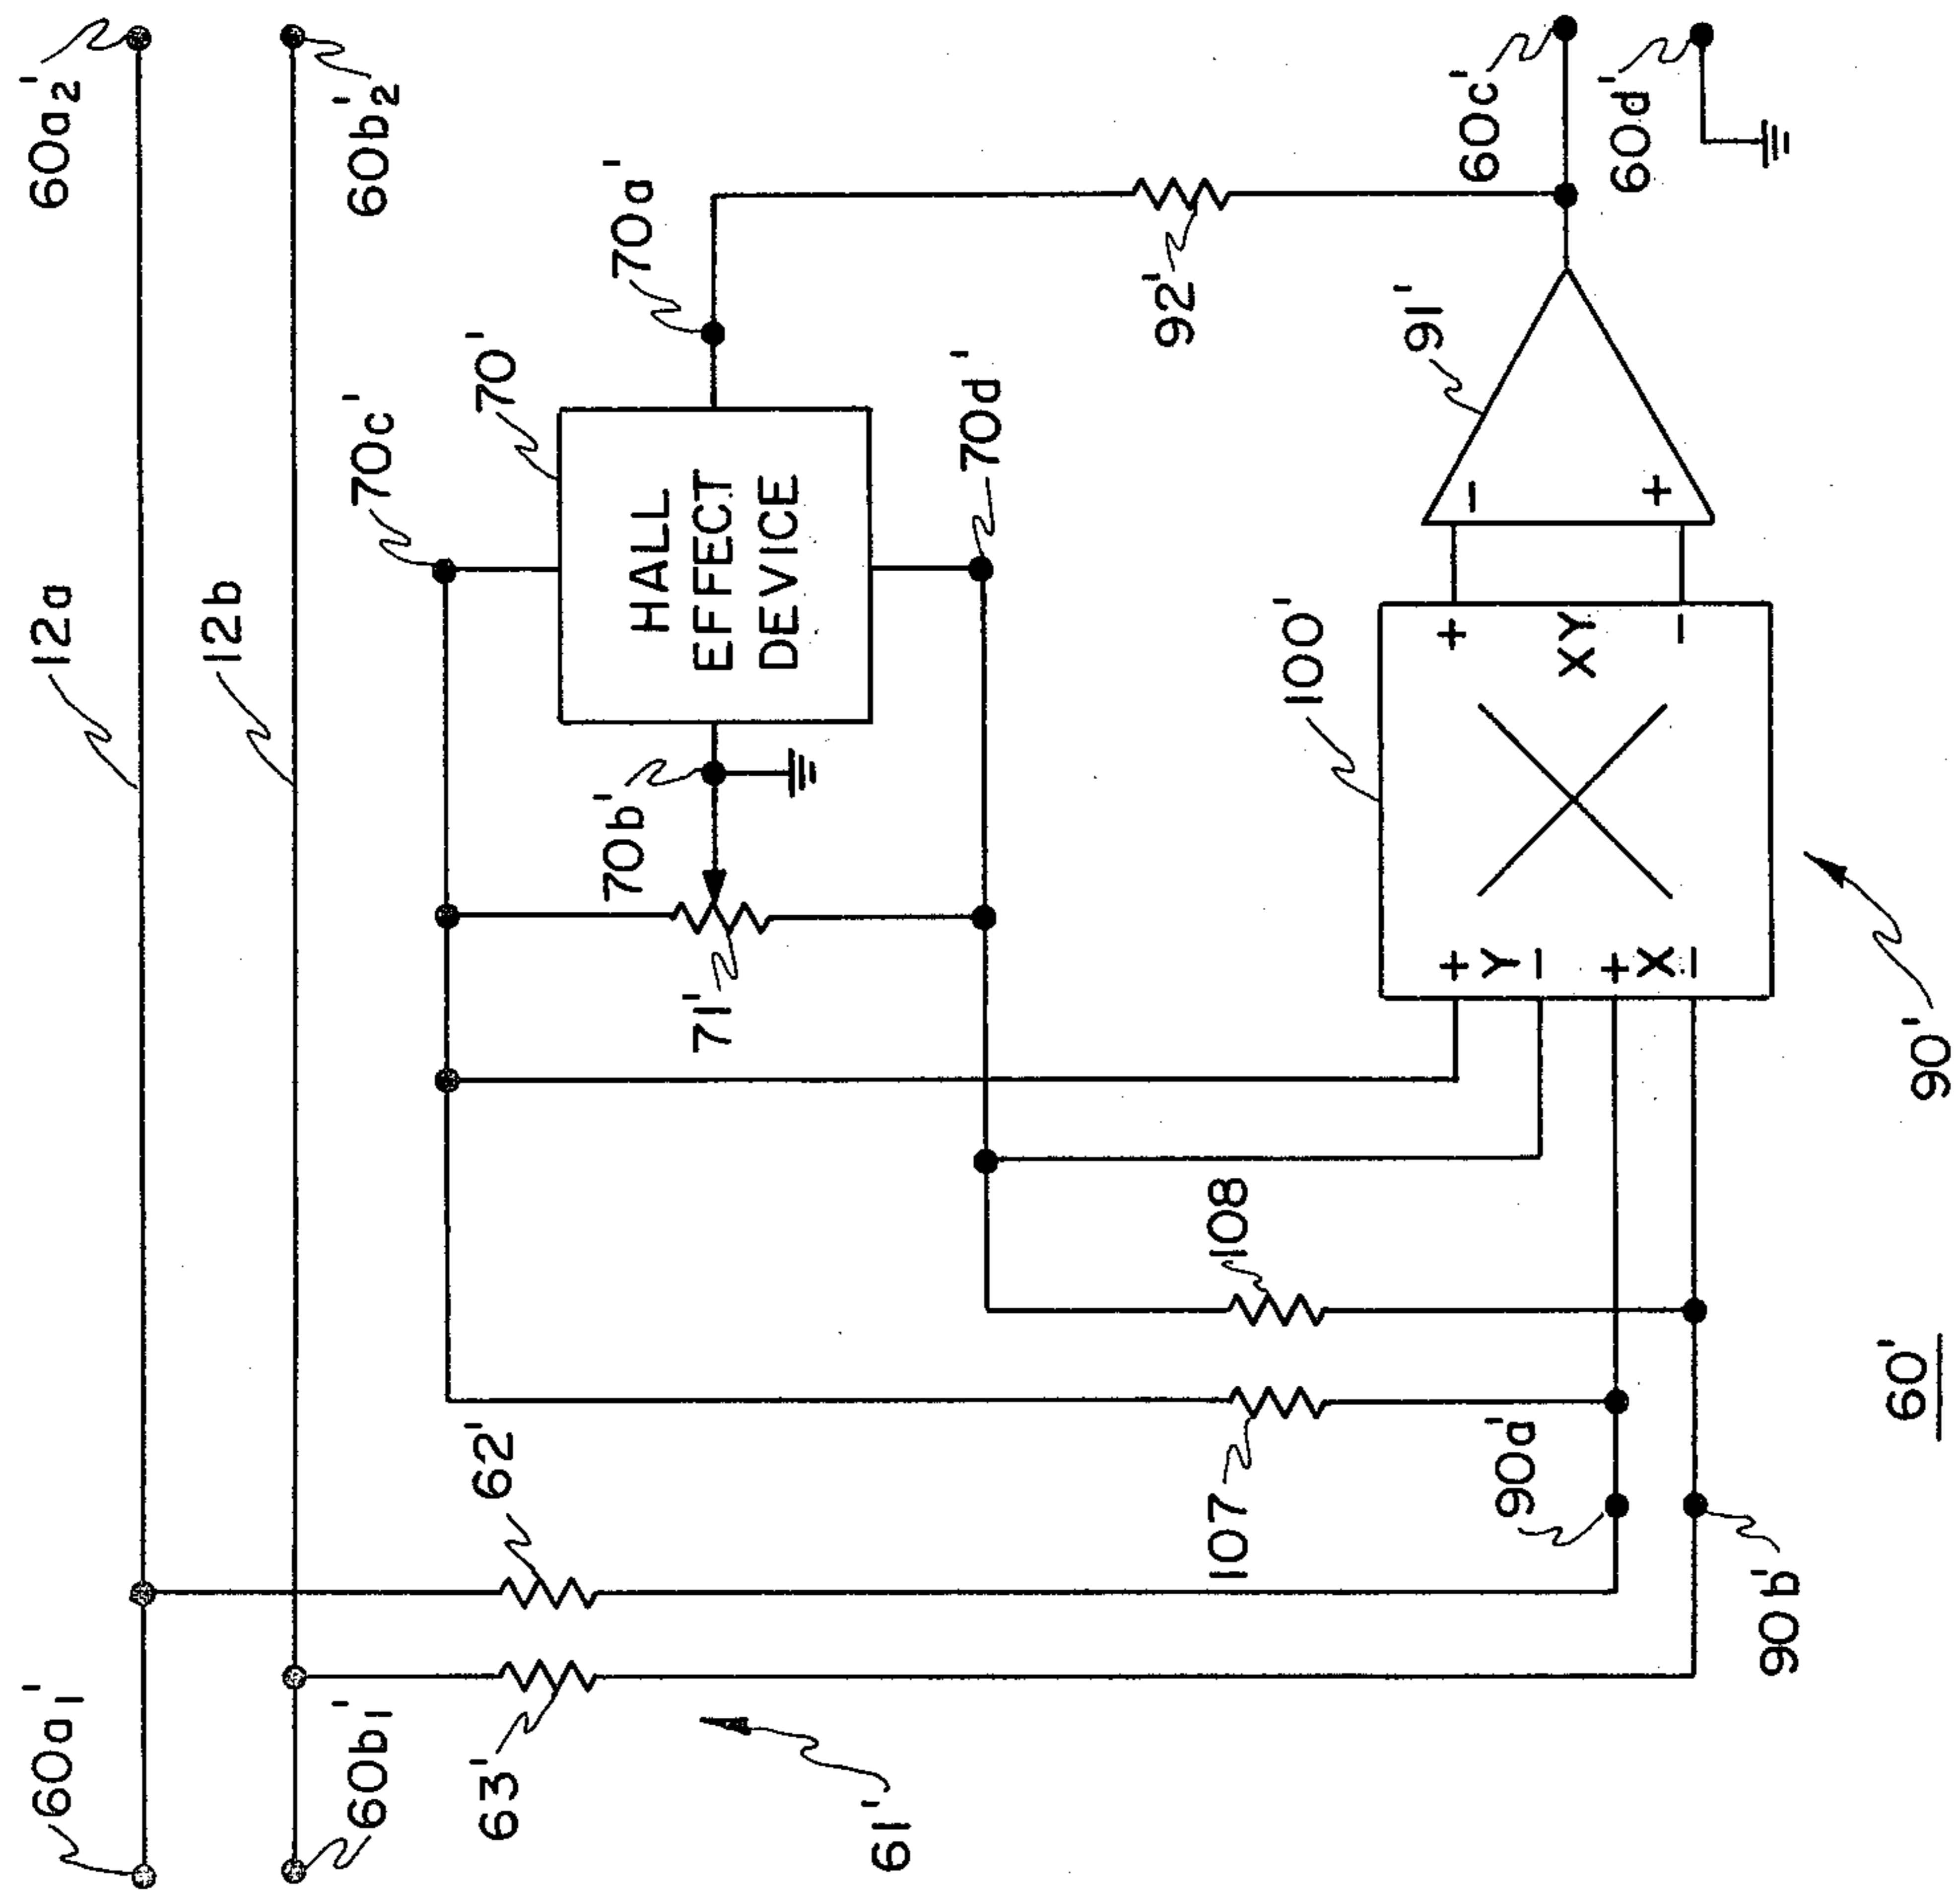 60a₁'
12a
60a₂'
60b₁'
12b
60b₂'
63'
62'
61'
70c'
70'
70a'
HALL
EFFECT
DEVICE
70b'
71'
70d'
92'
107
108
90a'
90b'
100'
+
Y
−
+
X
−
+
XY
−
91'
−
+
60c'
60d'
90'
60'